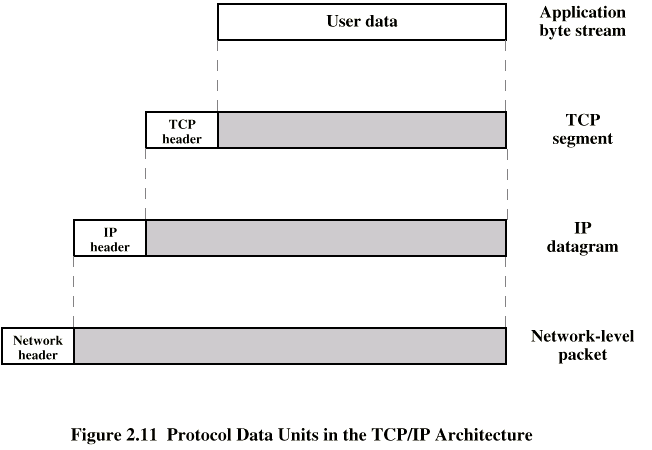 User data
Application
byte stream
TCP
header
TCP
segment
IP
header
IP
datagram
Network
header
Network-level
packet
Figure 2.11 Protocol Data Units in the TCP/IP Architecture